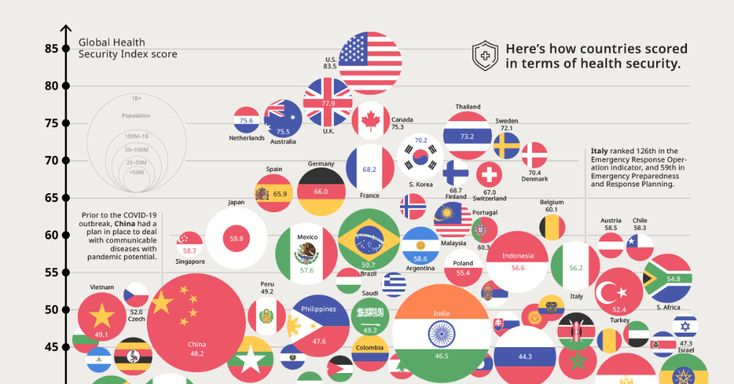 Global Health
Security Index score
Here's how countries scored
in terms of health security.
85
80
75
70
65
60
55
50
45
1B+
Population
100M–1B
50–100M
25–50M
<50M
U.S.
83.5
77.9
U.K.
75.6
Netherlands
75.5
Australia
Canada
75.3
Thailand
73.2
Sweden
72.1
70.2
S. Korea
70.4
Denmark
Italy ranked 126th in the
Emergency Response Oper-
ation indicator, and 59th in
Emergency Preparedness
and Response Planning.
Spain
65.9
Germany
66.0
68.2
France
68.7
Finland
67.0
Switzerland
Prior to the COVID-19
outbreak, China had a
plan in place to deal
with communicable
diseases with
pandemic potential.
58.7
Singapore
Japan
59.8
Mexico
57.6
59.7
Brazil
58.6
Argentina
Malaysia
Portugal
60.3
Belgium
60.1
Austria
58.5
Chile
58.3
Poland
55.4
Indonesia
56.6
56.2
Italy
54.8
S. Africa
52.4
Turkey
Vietnam
49.1
52.0
Czech
China
48.2
Peru
49.2
Philippines
47.6
Saudi
49.3
Colombia
India
46.5
44.3
47.3
Israel